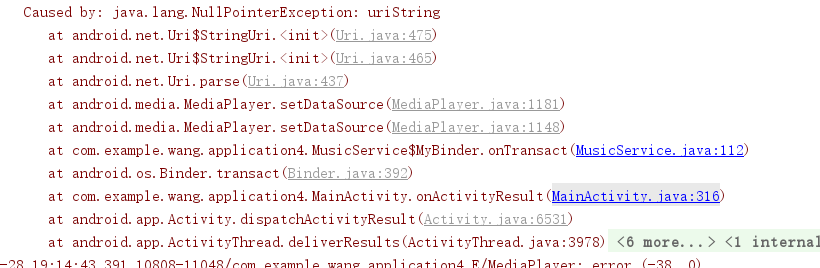 Caused by: java.lang.NullPointerException: uriString
at android.net.Uri$StringUri.<init>(Uri.java:475)
at android.net.Uri$StringUri.<init>(Uri.java:465)
at android.net.Uri.parse(Uri.java:437)
at android.media.MediaPlayer.setDataSource(MediaPlayer.java:1181)
at android.media.MediaPlayer.setDataSource(MediaPlayer.java:1148)
at com.example.wang.application4.MusicService$MyBinder.onTransact(MusicService.java:112)
at android.os.Binder.transact(Binder.java:392)
at com.example.wang.application4.MainActivity.onActivityResult(MainActivity.java:316)
at android.app.Activity.dispatchActivityResult(Activity.java:6531)
at android.app.ActivityThread.deliverResults(ActivityThread.java:3978) <6 more...> <1 internal
-28 19:14:43.391 10808-11048/com.example.wang.application4 E/MediaPlayer: error (-38, 0)